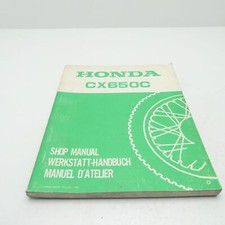 HONDA
CX650C
SHOP MANUAL
WERKSTATT-HANDBUCH
MANUEL D'ATELIER